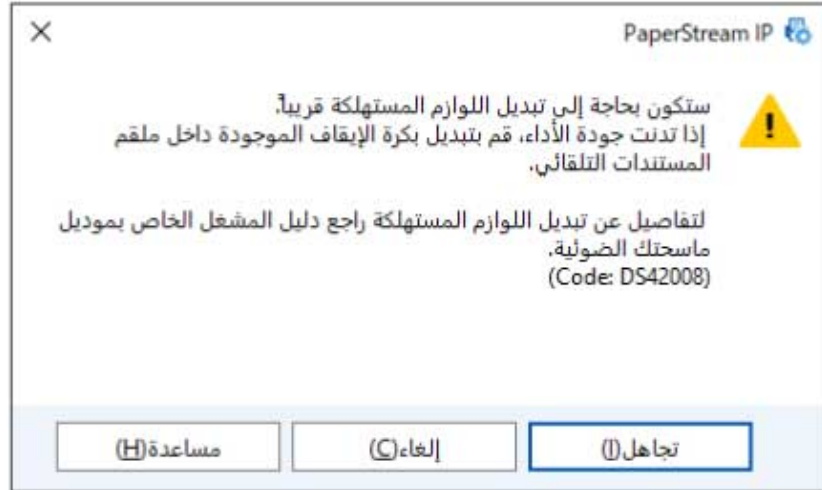 PaperStream IP
ستكون بحاجة إلى تبديل اللوازم المستهلكة قريباً.
إذا تدنت جودة الأداء، قم بتبديل بكرة الإيقاف الموجودة داخل ملقم
المستندات التلقائي.
لتفاصيل عن تبديل اللوازم المستهلكة راجع دليل المشغل الخاص بموديل
ماسحتك الضوئية.
(Code: DS42008)
تجاهل(I)
إلغاء(C)
مساعدة(H)